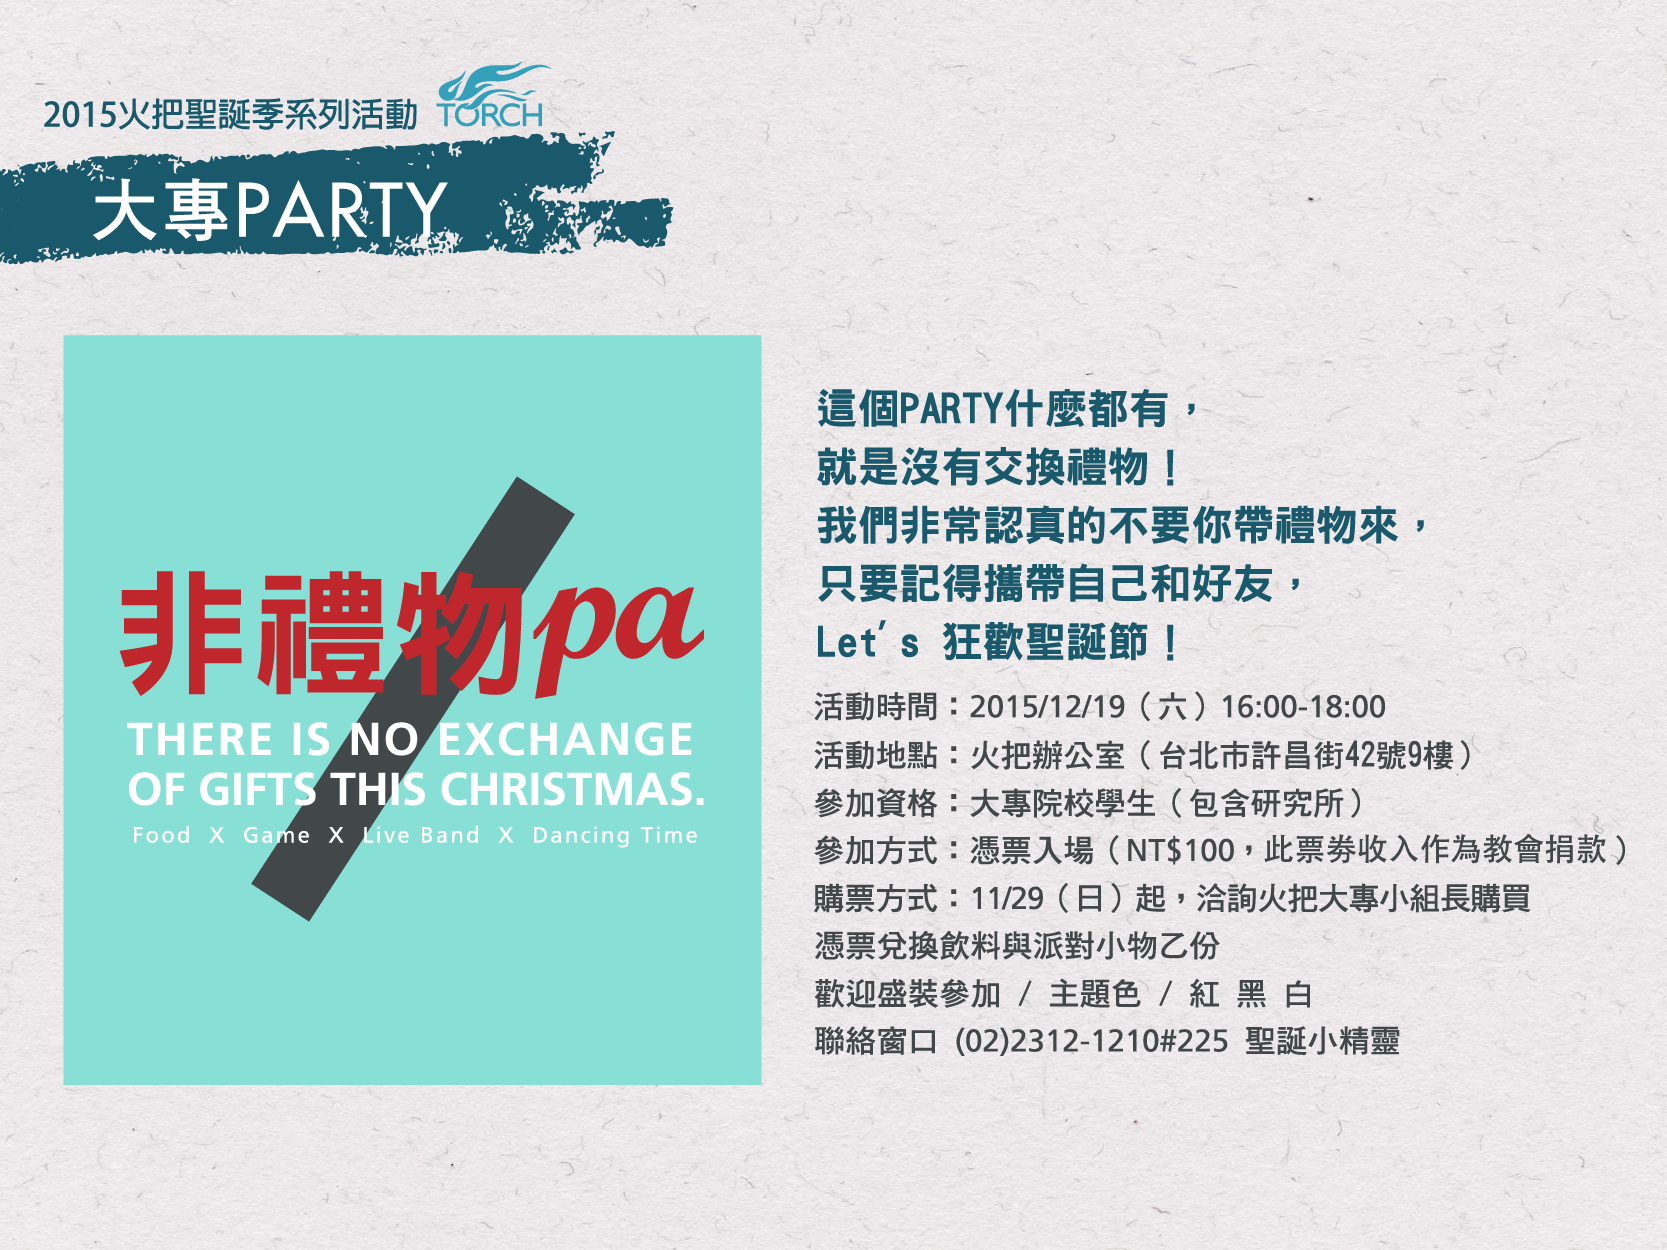 2015火把聖誕季系列活動
TORCH
大專PARTY
非禮物pa
THERE IS NO EXCHANGE
OF GIFTS THIS CHRISTMAS.
Food X Game X Live Band X Dancing Time
這個PARTY什麼都有，
就是沒有交換禮物！
我們非常認真的不要你帶禮物來，
只要記得攜帶自己和好友，
Let's 狂歡聖誕節！
活動時間：2015/12/19（六）16:00-18:00
活動地點：火把辦公室（台北市許昌街42號9樓）
參加資格：大專院校學生（包含研究所）
參加方式：憑票入場（NT$100，此票券收入作為教會捐款）
購票方式：11/29（日）起，洽詢火把大專小組長購買
憑票兌換飲料與派對小物乙份
歡迎盛裝參加 / 主題色 / 紅 黑 白
聯絡窗口 (02)2312-1210#225 聖誕小精靈